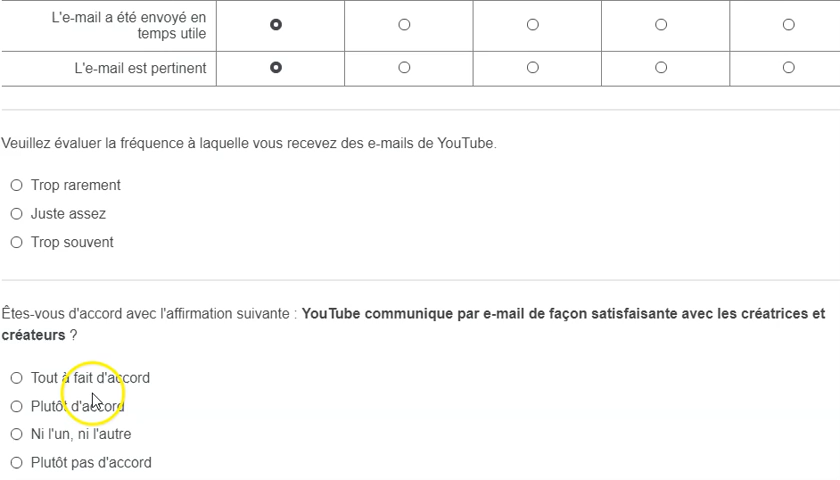 L'e-mail a été envoyé en
temps utile
L'e-mail est pertinent
Veuillez évaluer la fréquence à laquelle vous recevez des e-mails de YouTube.
Trop rarement
Juste assez
Trop souvent
Êtes-vous d'accord avec l'affirmation suivante : YouTube communique par e-mail de façon satisfaisante avec les créatrices et
créateurs ?
Tout à fait d'accord
Plutôt d'accord
Ni l'un, ni l'autre
Plutôt pas d'accord